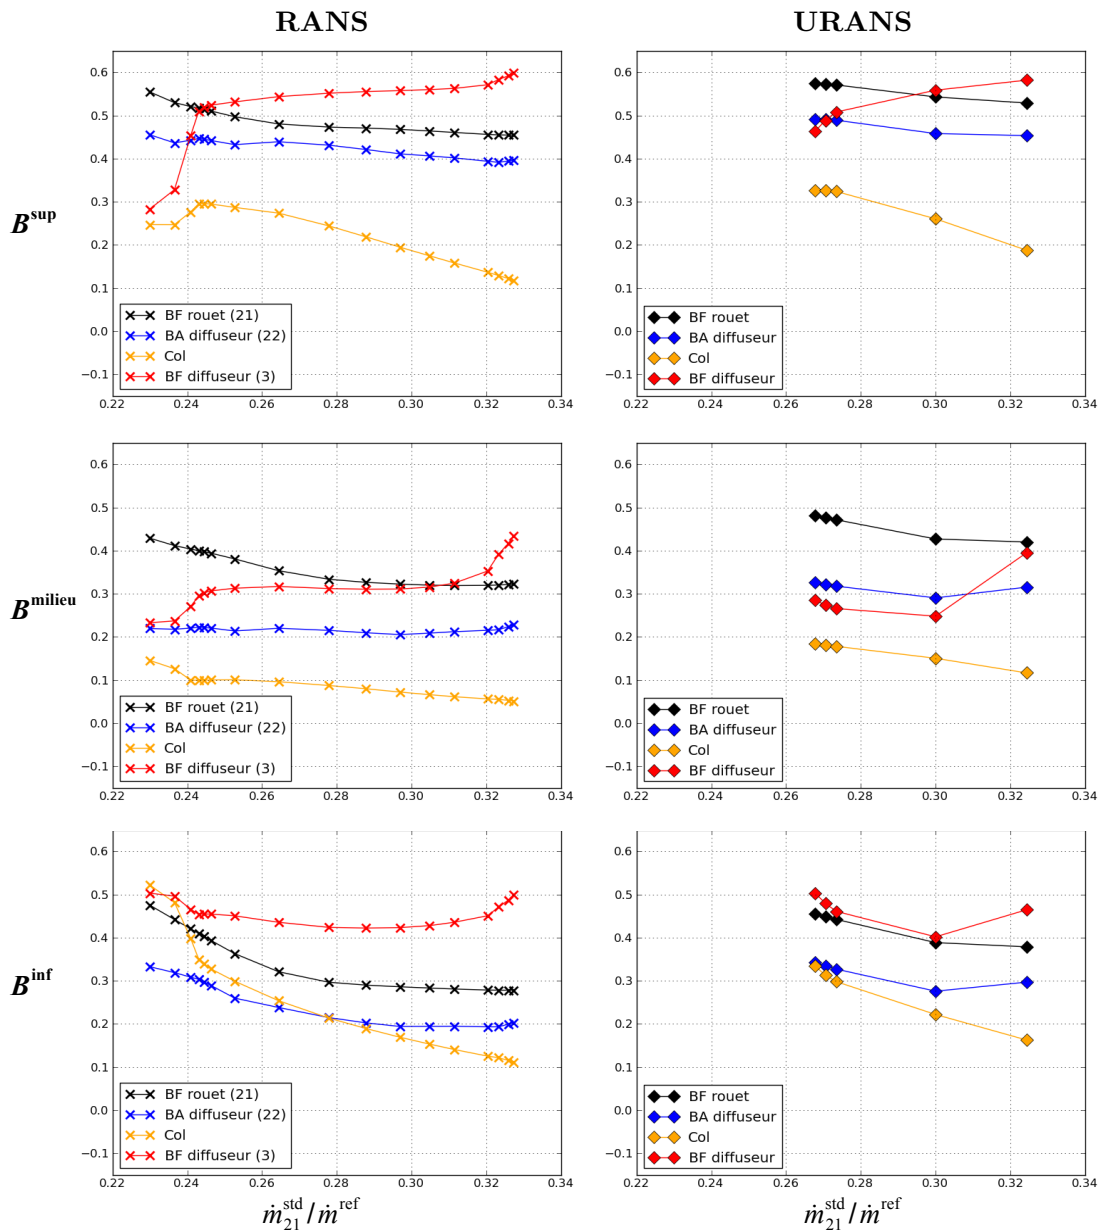 RANS
URANS
B^sup
0.6
0.5
0.4
0.3
0.2
0.1
0.0
−0.1
BF rouet (21)
BA diffuseur (22)
Col
BF diffuseur (3)
0.22 0.24 0.26 0.28 0.30 0.32 0.34
0.6
0.5
0.4
0.3
0.2
0.1
0.0
−0.1
BF rouet
BA diffuseur
Col
BF diffuseur
0.22 0.24 0.26 0.28 0.30 0.32 0.34
B^milieu
0.6
0.5
0.4
0.3
0.2
0.1
0.0
−0.1
BF rouet (21)
BA diffuseur (22)
Col
BF diffuseur (3)
0.22 0.24 0.26 0.28 0.30 0.32 0.34
0.6
0.5
0.4
0.3
0.2
0.1
0.0
−0.1
BF rouet
BA diffuseur
Col
BF diffuseur
0.22 0.24 0.26 0.28 0.30 0.32 0.34
B^inf
0.6
0.5
0.4
0.3
0.2
0.1
0.0
−0.1
BF rouet (21)
BA diffuseur (22)
Col
BF diffuseur (3)
0.22 0.24 0.26 0.28 0.30 0.32 0.34
ṁ_21^std / ṁ^ref
0.6
0.5
0.4
0.3
0.2
0.1
0.0
−0.1
BF rouet
BA diffuseur
Col
BF diffuseur
0.22 0.24 0.26 0.28 0.30 0.32 0.34
ṁ_21^std / ṁ^ref